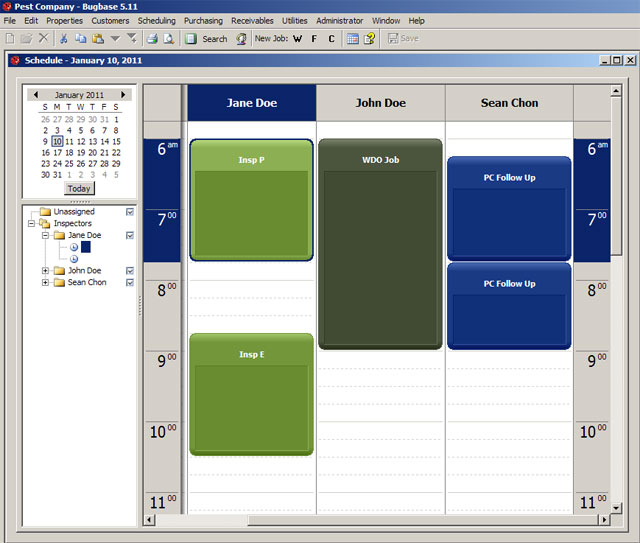 Pest Company - Bugbase 5.11
File Edit Properties Customers Scheduling Purchasing Receivables Utilities Administrator Window Help
Search New Job: W F C Save
Schedule - January 10, 2011
January 2011
S M T W T F S
26 27 28 29 30 31 1
2 3 4 5 6 7 8
9 10 11 12 13 14 15
16 17 18 19 20 21 22
23 24 25 26 27 28 29
30 31 1 2 3 4 5
Today
Unassigned
Inspectors
Jane Doe
John Doe
Sean Chon
Jane Doe John Doe Sean Chon
6 am 6 am
7 00 7 00
8 00 8 00
9 00 9 00
10 00 10 00
11 00 11 00
Insp P
Insp E
WDO Job
PC Follow Up
PC Follow Up